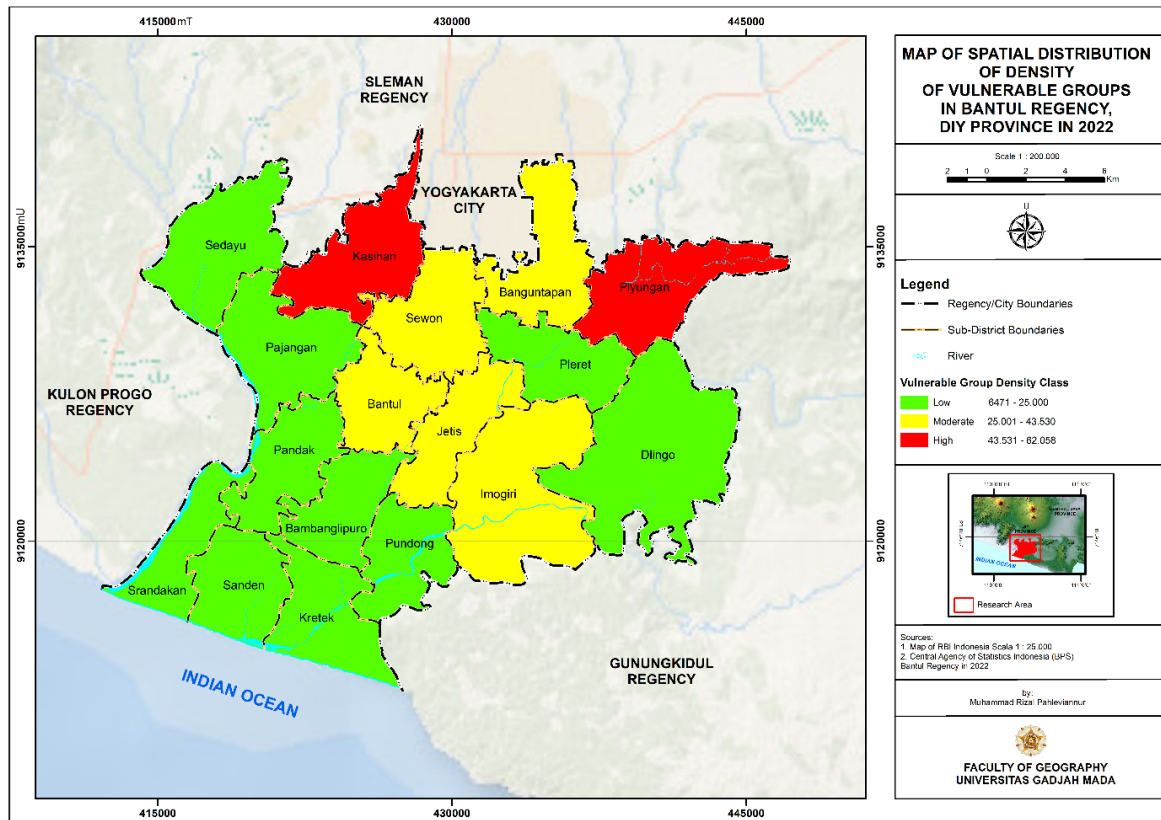 415000mT
430000
445000
9135000mU
9120000
SLEMAN
REGENCY
YOGYAKARTA
CITY
KULON PROGO
REGENCY
GUNUNGKIDUL
REGENCY
INDIAN OCEAN
Sedayu
Kasihan
Banguntapan
Piyungan
Sewon
Pajangan
Pleret
Bantul
Jetis
Pandak
Dlingo
Imogiri
Bambanglipuro
Pundong
Srandakan
Sanden
Kretek
9135000
9120000
415000
430000
445000
MAP OF SPATIAL DISTRIBUTION
OF DENSITY
OF VULNERABLE GROUPS
IN BANTUL REGENCY,
DIY PROVINCE IN 2022
Scale 1 : 200.000
2 1 0 2 4 6
Km
U
Legend
Regency/City Boundaries
Sub-District Boundaries
River
Vulnerable Group Density Class
Low 6471 - 25.000
Moderate 25.001 - 43.530
High 43.531 - 62.058
PROVINCE
INDIAN OCEAN
Research Area
Sources:
1. Map of RBI Indonesia Scala 1 : 25.000
2. Central Agency of Statistics Indonesia (BPS)
Bantul Regency in 2022
by:
Muhammad Rizal Pahleviannur
FACULTY OF GEOGRAPHY
UNIVERSITAS GADJAH MADA